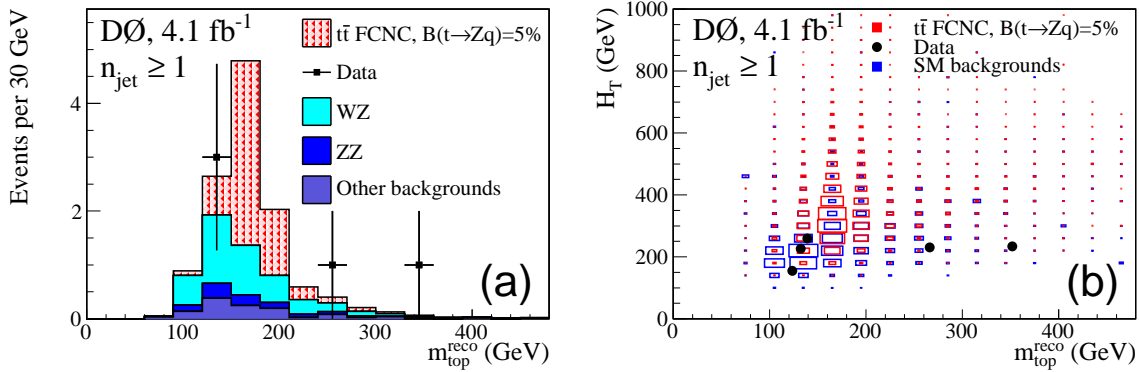 DØ, 4.1 fb⁻¹
n_jet ≥ 1
tt̄ FCNC, B(t→Zq)=5%
Data
WZ
ZZ
Other backgrounds
(a)
Events per 30 GeV
0
2
4
0 100 200 300 400
m_top^reco (GeV)
DØ, 4.1 fb⁻¹
n_jet ≥ 1
tt̄ FCNC, B(t→Zq)=5%
Data
SM backgrounds
(b)
H_T (GeV)
1000
800
600
400
200
0
0 100 200 300 400
m_top^reco (GeV)